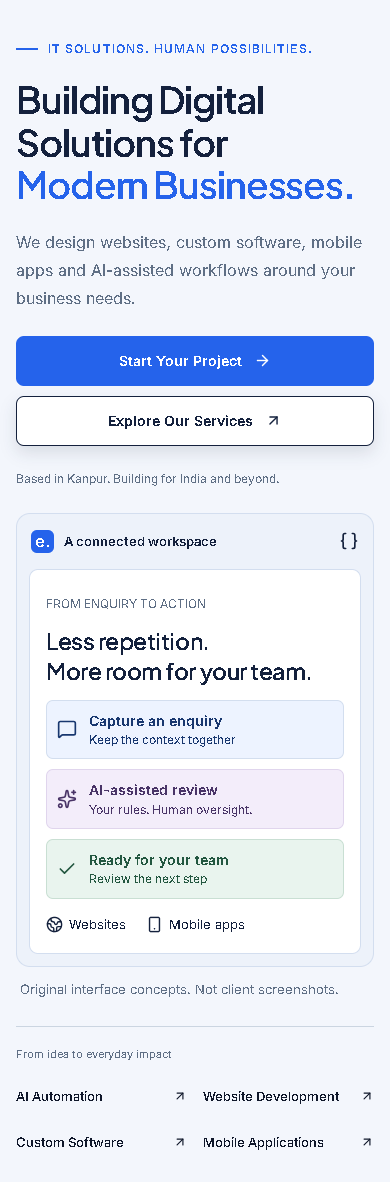 IT SOLUTIONS. HUMAN POSSIBILITIES.
Building Digital
Solutions for
Modern Businesses.
We design websites, custom software, mobile
apps and AI-assisted workflows around your
business needs.
Start Your Project
Explore Our Services
Based in Kanpur. Building for India and beyond.
e. A connected workspace {}
FROM ENQUIRY TO ACTION
Less repetition.
More room for your team.
Capture an enquiry
Keep the context together
AI-assisted review
Your rules. Human oversight.
Ready for your team
Review the next step
Websites Mobile apps
Original interface concepts. Not client screenshots.
From idea to everyday impact
AI Automation Website Development
Custom Software Mobile Applications